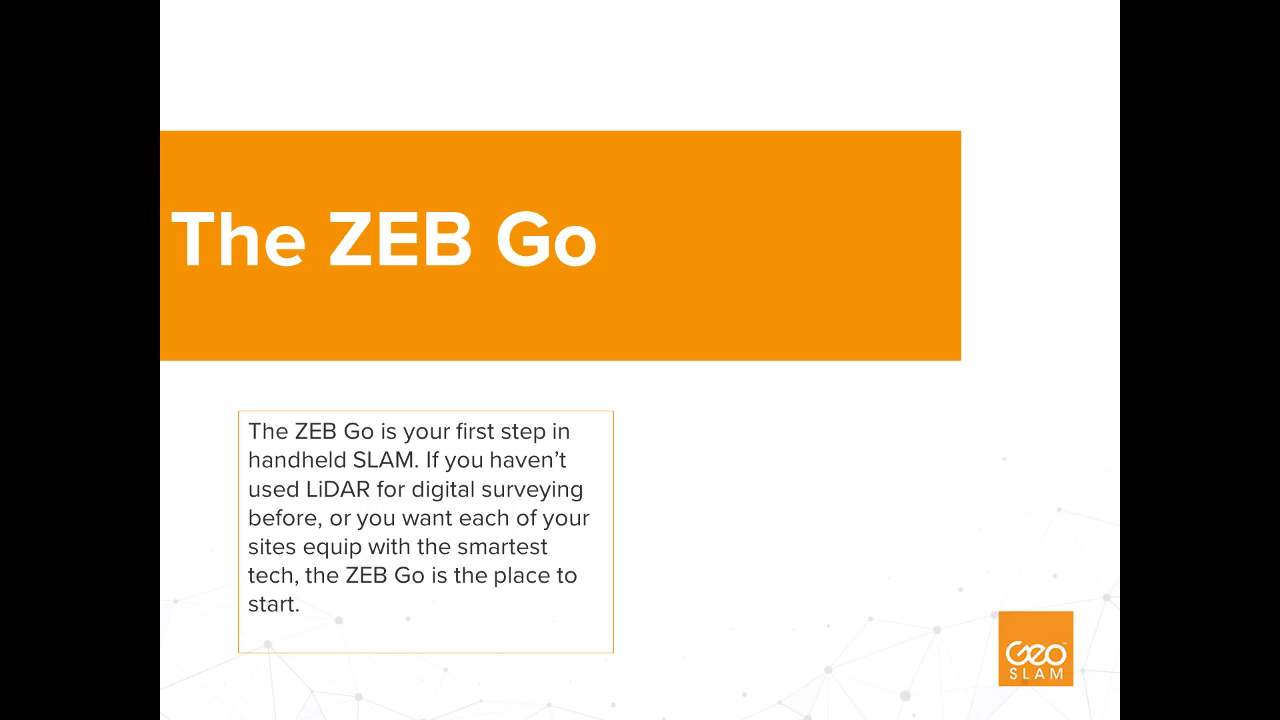 The ZEB Go
The ZEB Go is your first step in
handheld SLAM. If you haven’t
used LiDAR for digital surveying
before, or you want each of your
sites equip with the smartest
tech, the ZEB Go is the place to
start.
Geo
SLAM